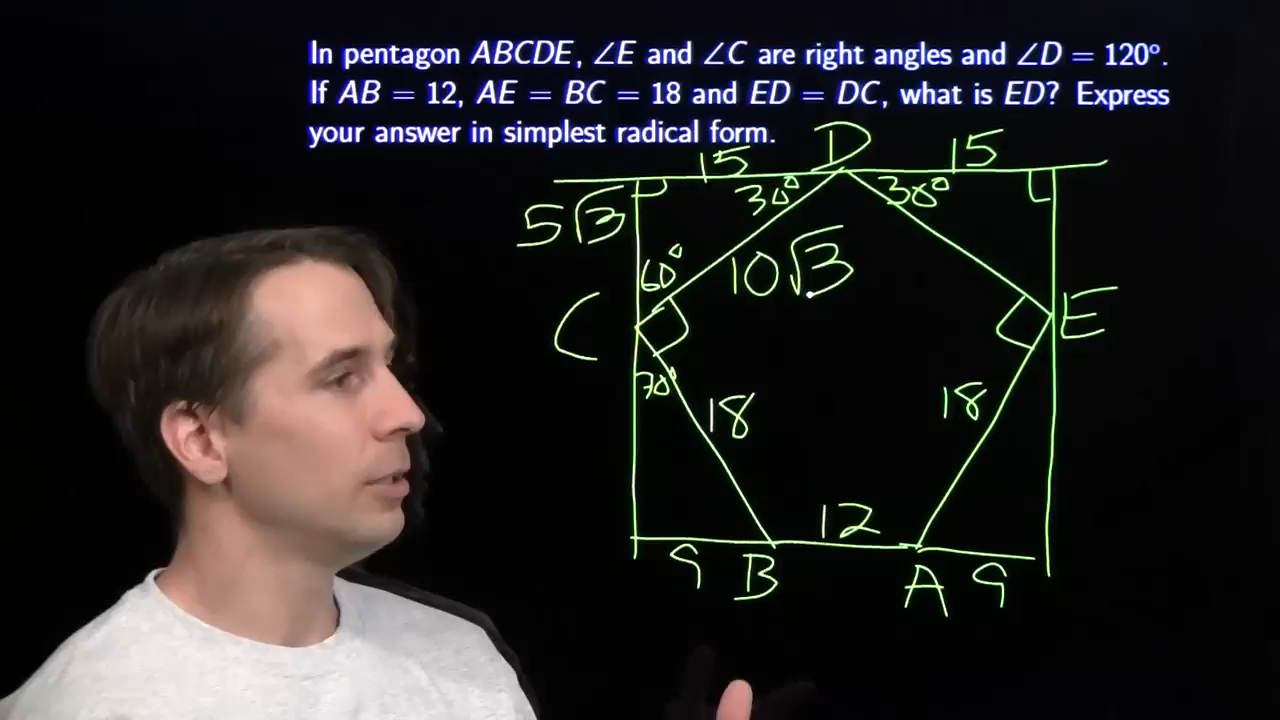 In pentagon ABCDE, ∠E and ∠C are right angles and ∠D = 120°.
If AB = 12, AE = BC = 18 and ED = DC, what is ED? Express
your answer in simplest radical form.
15 D 15
5√3 30° 30°
60° 10√3
C E
30° 18 18
12
9 B A 9